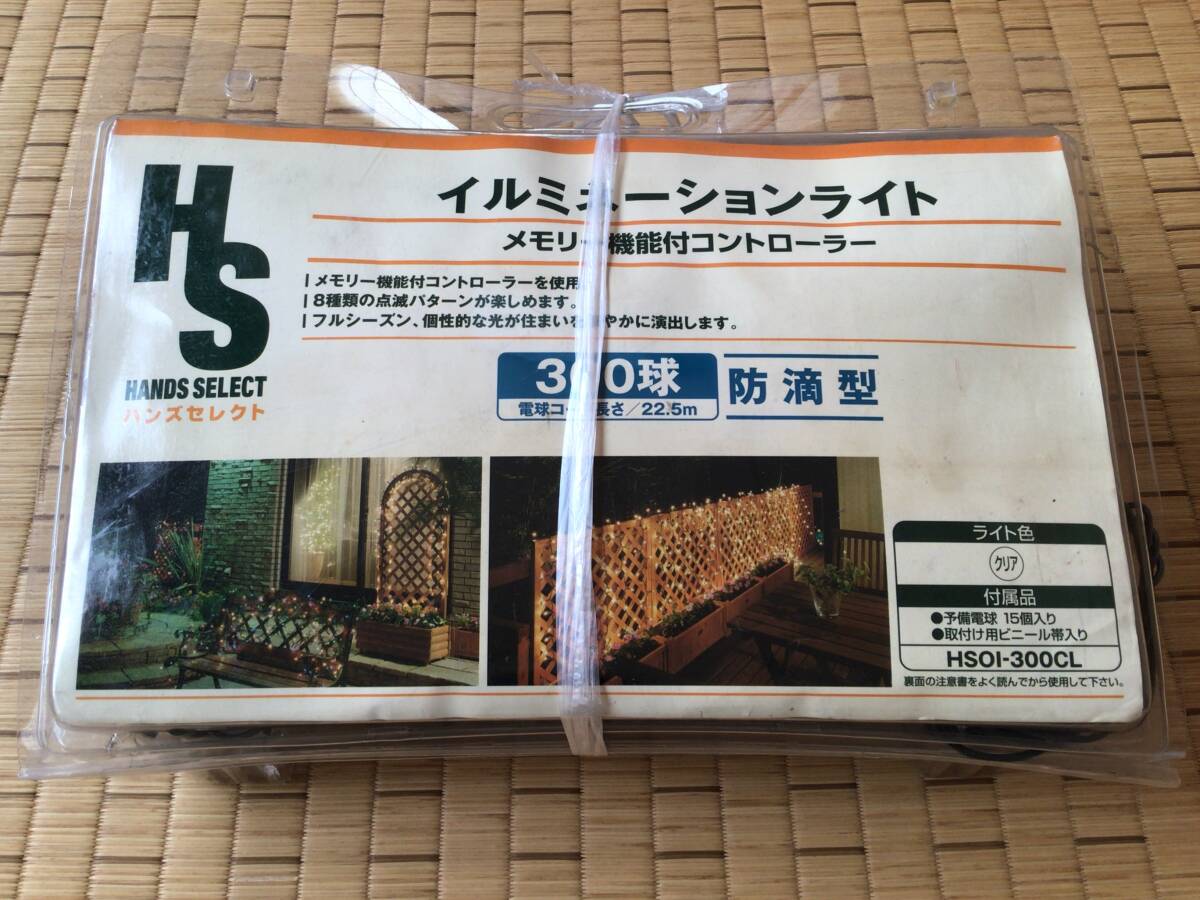 HS
HANDS SELECT
ハンズセレクト
イルミネーションライト
メモリー機能付コントローラー
メモリー機能付コントローラーを使用
8種類の点滅パターンが楽しめます。
フルシーズン、個性的な光が住まいを やかに演出します。
300球
電球コー 長さ/22.5m
防滴型
ライト色
クリア
付属品
●予備電球 15個入り
●取付け用ビニール帯入り
HSOI-300CL
裏面の注意書をよく読んでから使用して下さい。